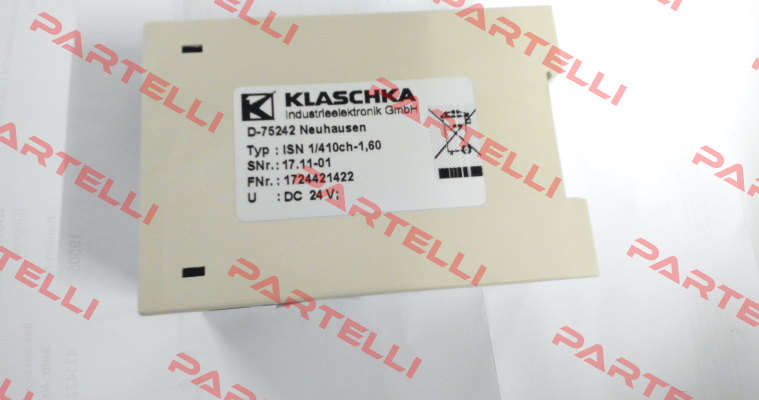 KLASCHKA
Industrieelektronik GmbH
D-75242 Neuhausen
Typ : ISN 1/410ch-1,60
SNr.: 17.11-01
FNr.: 1724421422
U : DC 24 V;
PARTELLI
PARTELLI
PARTELLI
PARTELLI
PARTELLI
PARTELLI
PARTELLI
PARTELLI
PARTELLI